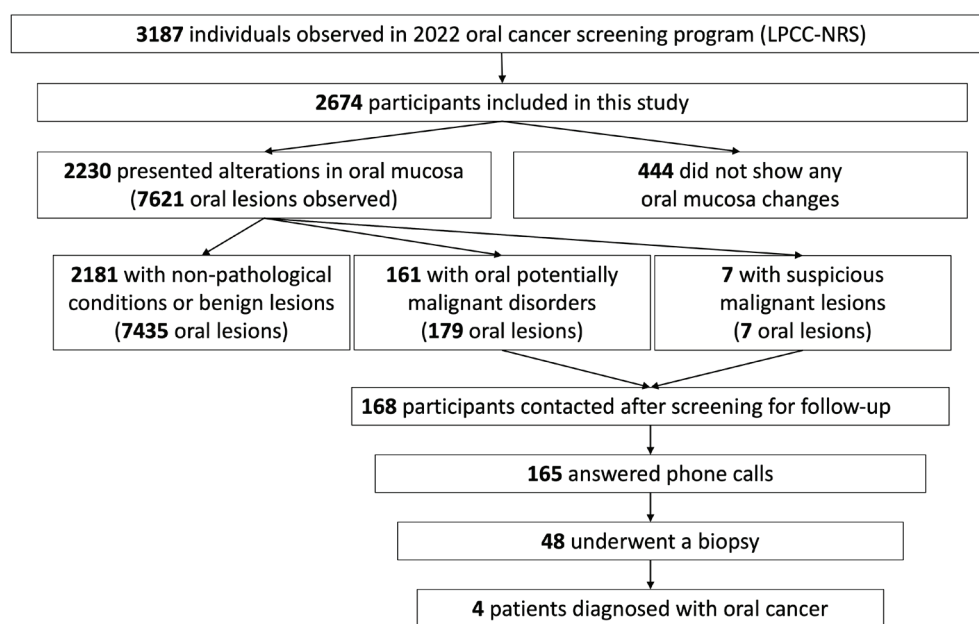 3187 individuals observed in 2022 oral cancer screening program (LPCC-NRS)
2674 participants included in this study
2230 presented alterations in oral mucosa
(7621 oral lesions observed)
444 did not show any
oral mucosa changes
2181 with non-pathological
conditions or benign lesions
(7435 oral lesions)
161 with oral potentially
malignant disorders
(179 oral lesions)
7 with suspicious
malignant lesions
(7 oral lesions)
168 participants contacted after screening for follow-up
165 answered phone calls
48 underwent a biopsy
4 patients diagnosed with oral cancer